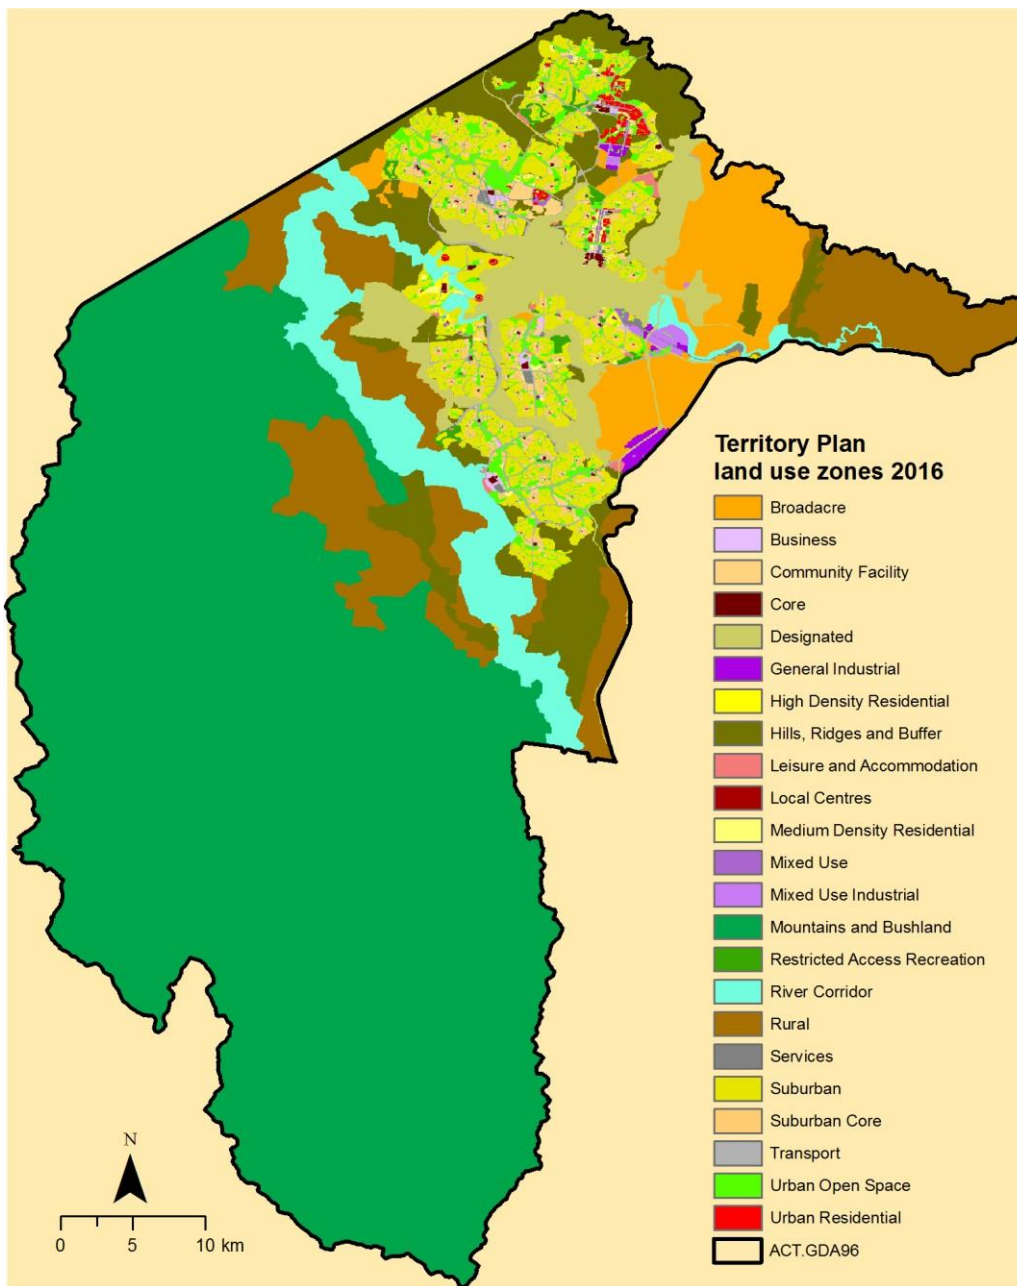 Territory Plan
land use zones 2016
Broadacre
Business
Community Facility
Core
Designated
General Industrial
High Density Residential
Hills, Ridges and Buffer
Leisure and Accommodation
Local Centres
Medium Density Residential
Mixed Use
Mixed Use Industrial
Mountains and Bushland
Restricted Access Recreation
River Corridor
Rural
Services
Suburban
Suburban Core
Transport
Urban Open Space
Urban Residential
ACT.GDA96
N
0 5 10 km